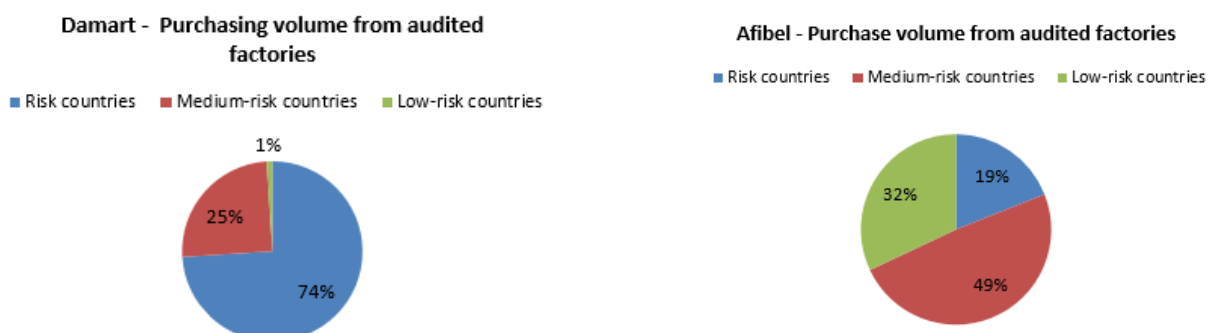 Damart -  Purchasing volume from audited
factories
Risk countries
Medium-risk countries
Low-risk countries
1%
25%
74%
Afibel - Purchase volume from audited factories
Risk countries
Medium-risk countries
Low-risk countries
19%
32%
49%